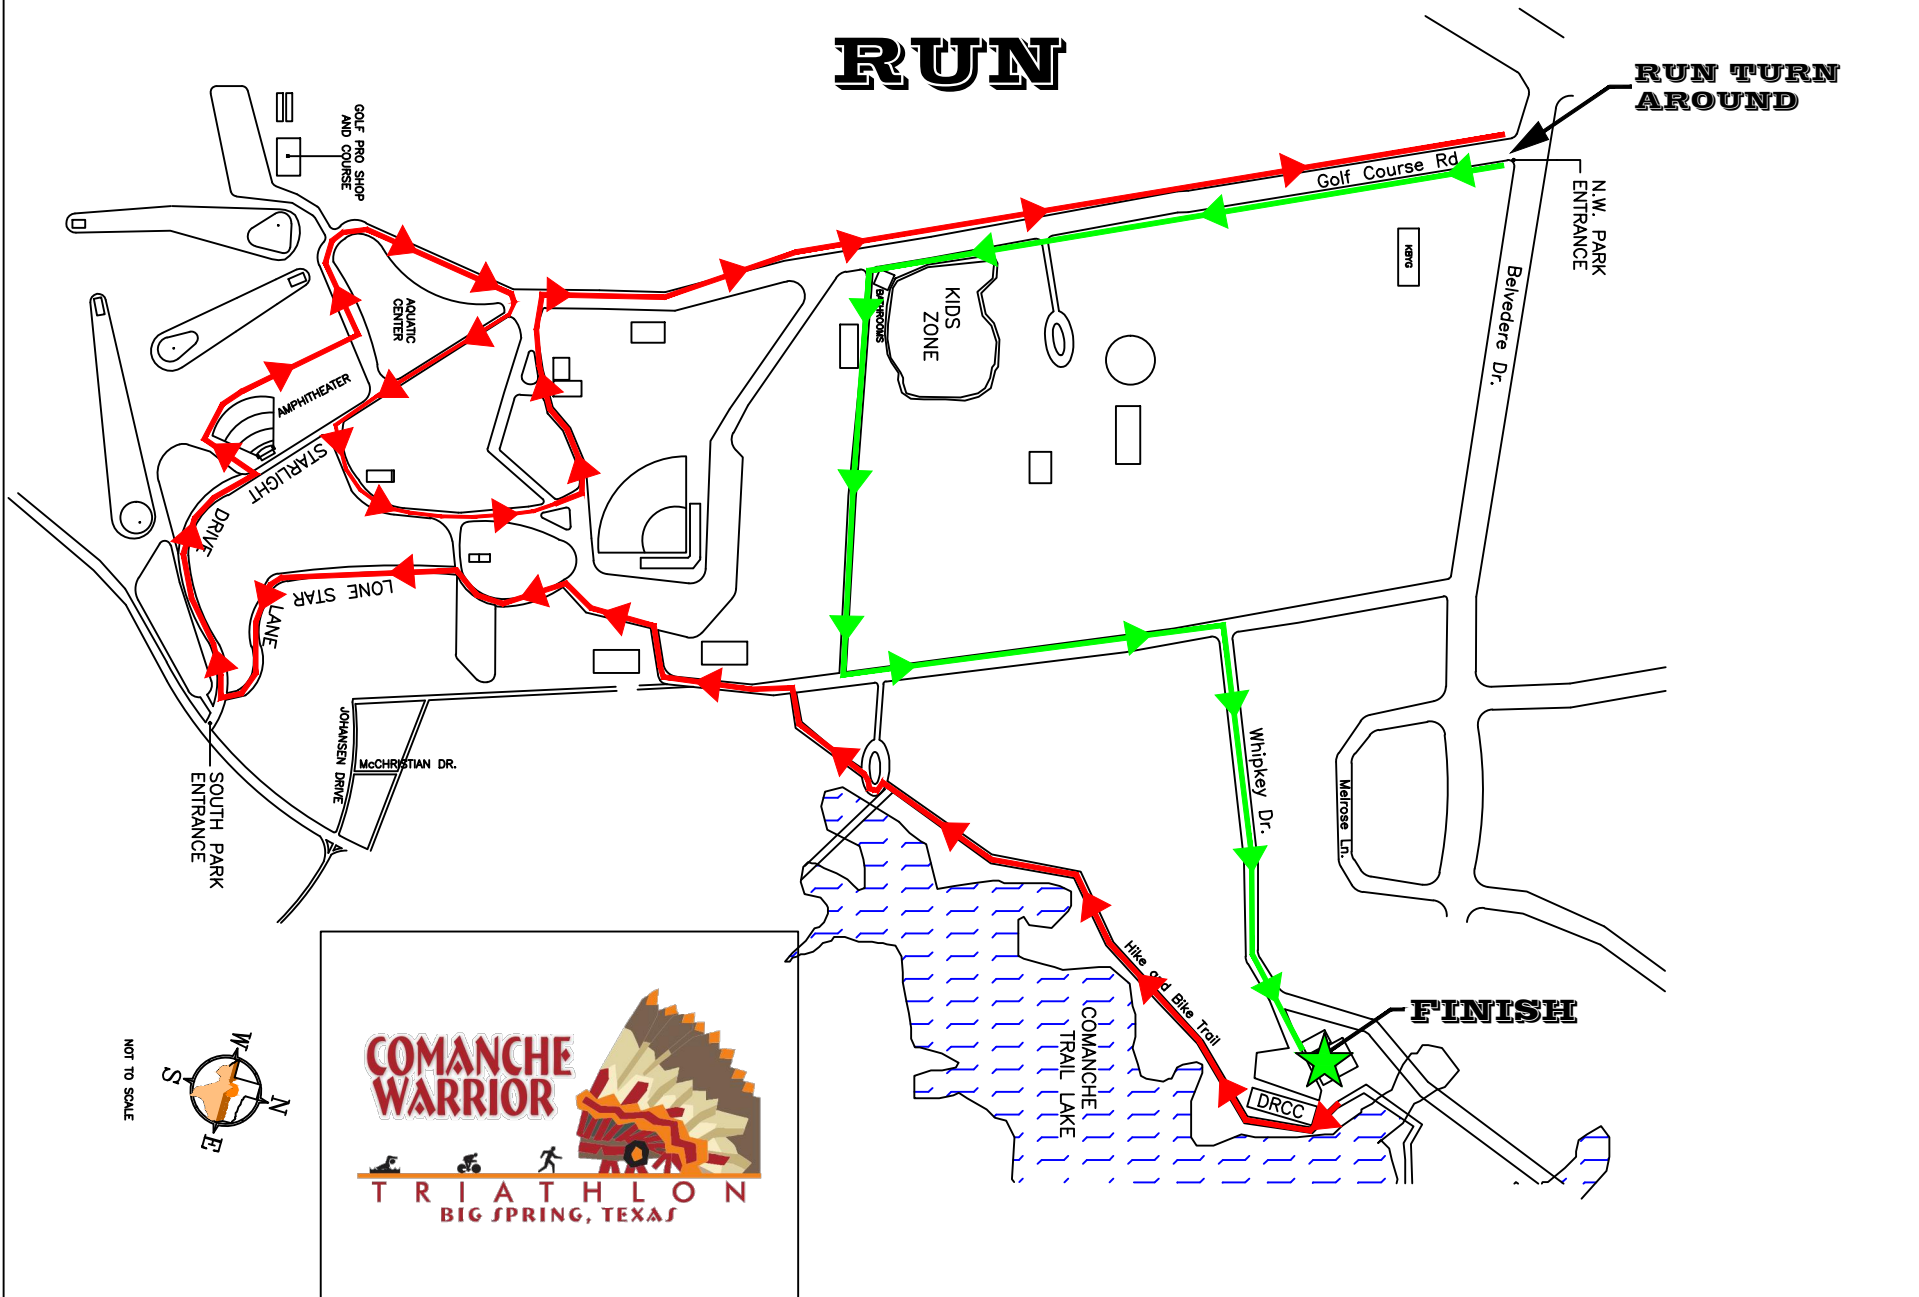 RUN
RUN TURN
AROUND
GOLF PRO SHOP
AND COURSE
Golf Course Rd
N.W. PARK
ENTRANCE
KBYG
Belvedere Dr.
AQUATIC
CENTER
BATHROOMS
KIDS
ZONE
AMPHITHEATER
STARLIGHT
DRIVE
LONE STAR
LANE
JOHANSEN DRIVE
McCHRISTIAN DR.
SOUTH PARK
ENTRANCE
Whipkey Dr.
Melrose Ln.
Hike and Bike Trail
COMANCHE
TRAIL LAKE
FINISH
DRCC
NOT TO SCALE
W
S
N
E
COMANCHE
WARRIOR
TRIATHLON
BIG SPRING, TEXAS